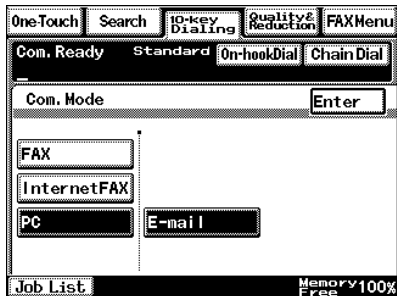 One-Touch Search 10-key Dialing Quality& Reduction FAXMenu
Com. Ready Standard On-hookDial Chain Dial
Com. Mode Enter
FAX
InternetFAX
PC E-mail
Job List Memory Free 100%